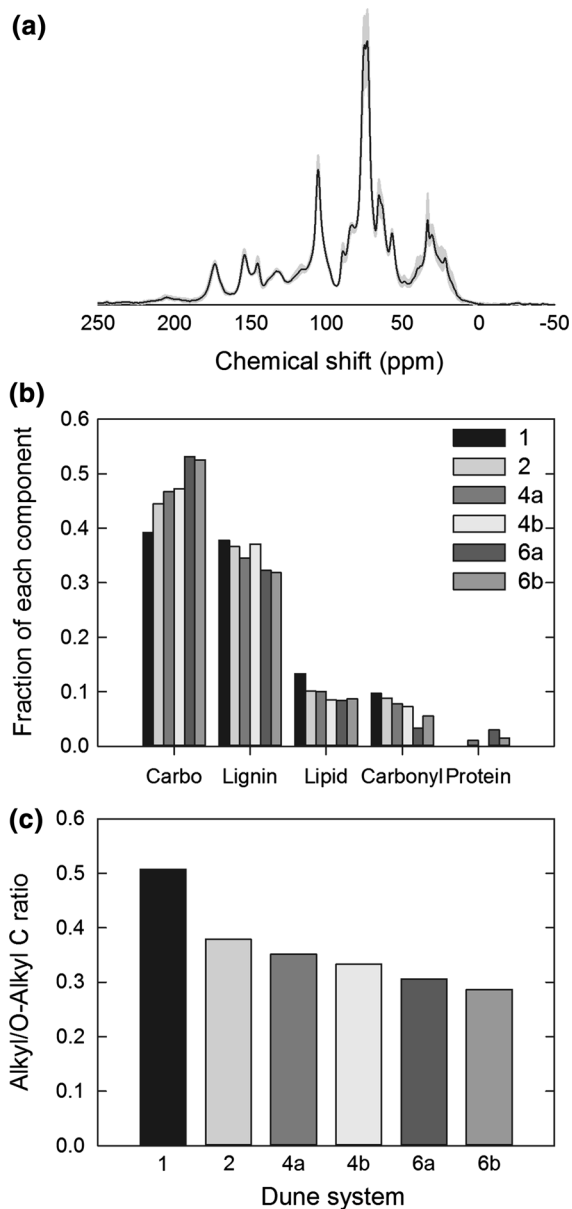 (a)
250 200 150 100 50 0 -50
Chemical shift (ppm)
(b)
Fraction of each component
0.6
0.5
0.4
0.3
0.2
0.1
0.0
1
2
4a
4b
6a
6b
Carbo Lignin Lipid Carbonyl Protein
(c)
Alkyl/O-Alkyl C ratio
0.6
0.5
0.4
0.3
0.2
0.1
0.0
1 2 4a 4b 6a 6b
Dune system